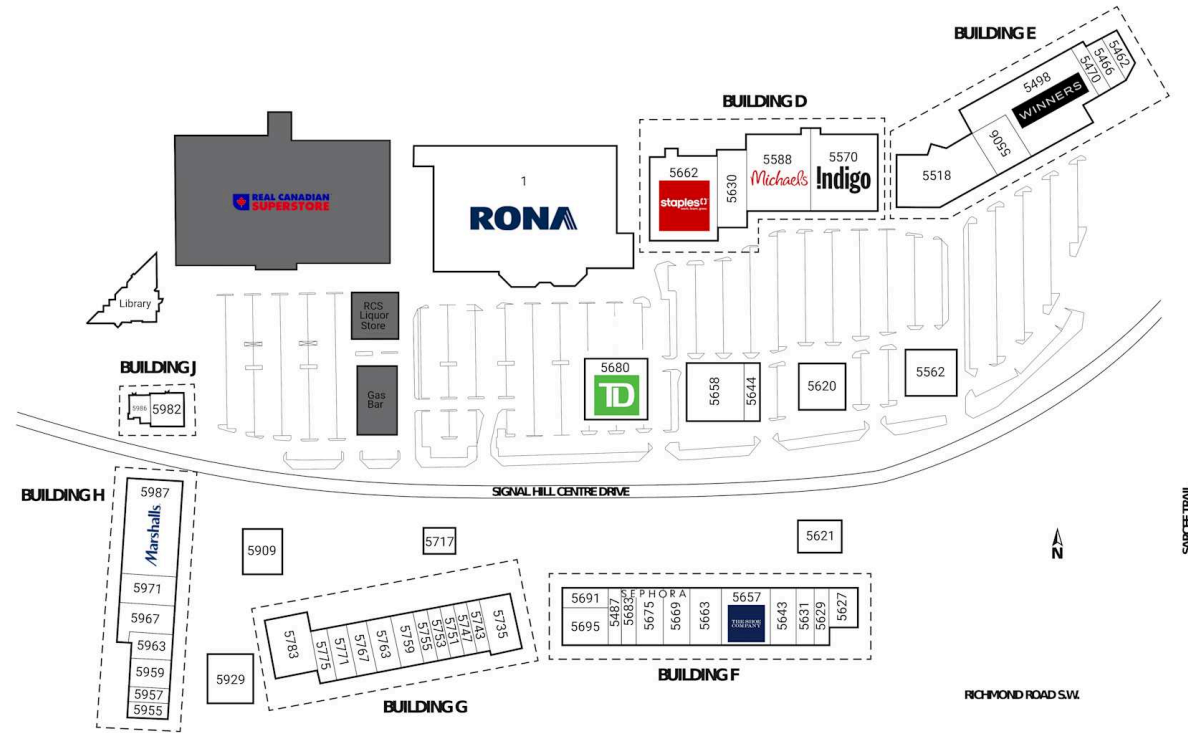 BUILDING E
5462
5466
5470
5498
WINNERS
5506
5518
BUILDING D
5662
staples
5630
5588
Michaels
5570
!ndigo
REAL CANADIAN
SUPERSTORE
1
RONA
Library
RCS
Liquor
Store
Gas
Bar
BUILDING J
5986
5982
5680
TD
5658
5644
5620
5562
SIGNAL HILL CENTRE DRIVE
SARCEE TRAIL
N
BUILDING H
5987
Marshalls
5971
5967
5963
5959
5957
5955
5909
5929
5717
5621
5783
5775
5771
5767
5763
5759
5755
5753
5751
5747
5743
5735
BUILDING G
5691
5695
5487
5683
SEPHORA
5675
5669
5663
5657
THE SHOE
COMPANY
5643
5631
5629
5627
BUILDING F
RICHMOND ROAD S.W.